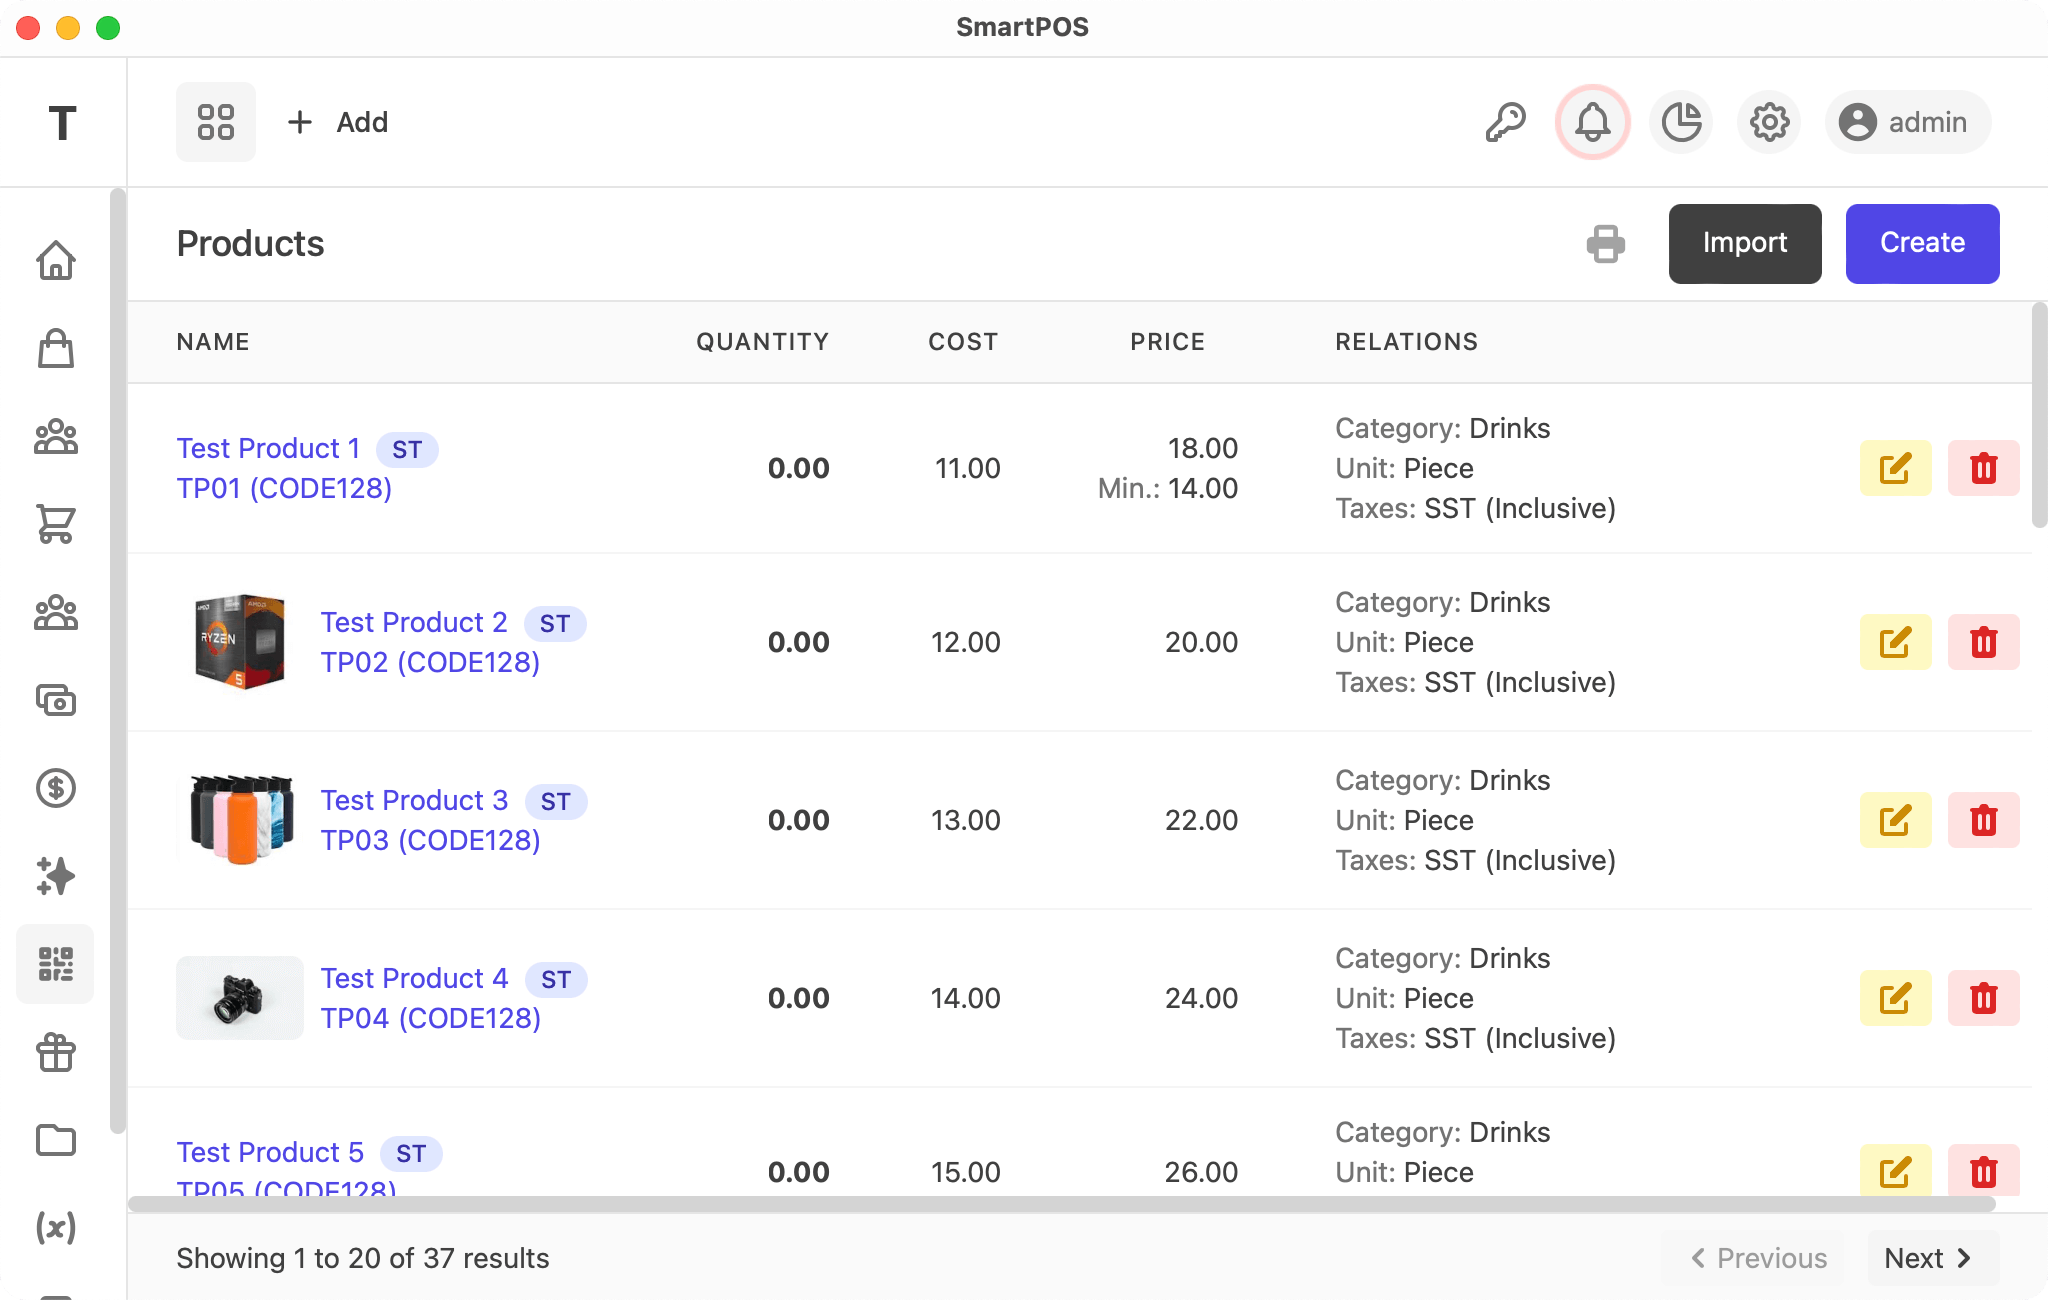 SmartPOS
T
Add
admin
Products
Import
Create
NAME QUANTITY COST PRICE RELATIONS
Test Product 1 ST
TP01 (CODE128)
0.00
11.00
18.00
Min.: 14.00
Category: Drinks
Unit: Piece
Taxes: SST (Inclusive)
AMD
RYZEN
5
Test Product 2 ST
TP02 (CODE128)
0.00
12.00
20.00
Category: Drinks
Unit: Piece
Taxes: SST (Inclusive)
Test Product 3 ST
TP03 (CODE128)
0.00
13.00
22.00
Category: Drinks
Unit: Piece
Taxes: SST (Inclusive)
Test Product 4 ST
TP04 (CODE128)
0.00
14.00
24.00
Category: Drinks
Unit: Piece
Taxes: SST (Inclusive)
Test Product 5 ST
TP05 (CODE128)
0.00
15.00
26.00
Category: Drinks
Unit: Piece
(x)
Showing 1 to 20 of 37 results
Previous
Next